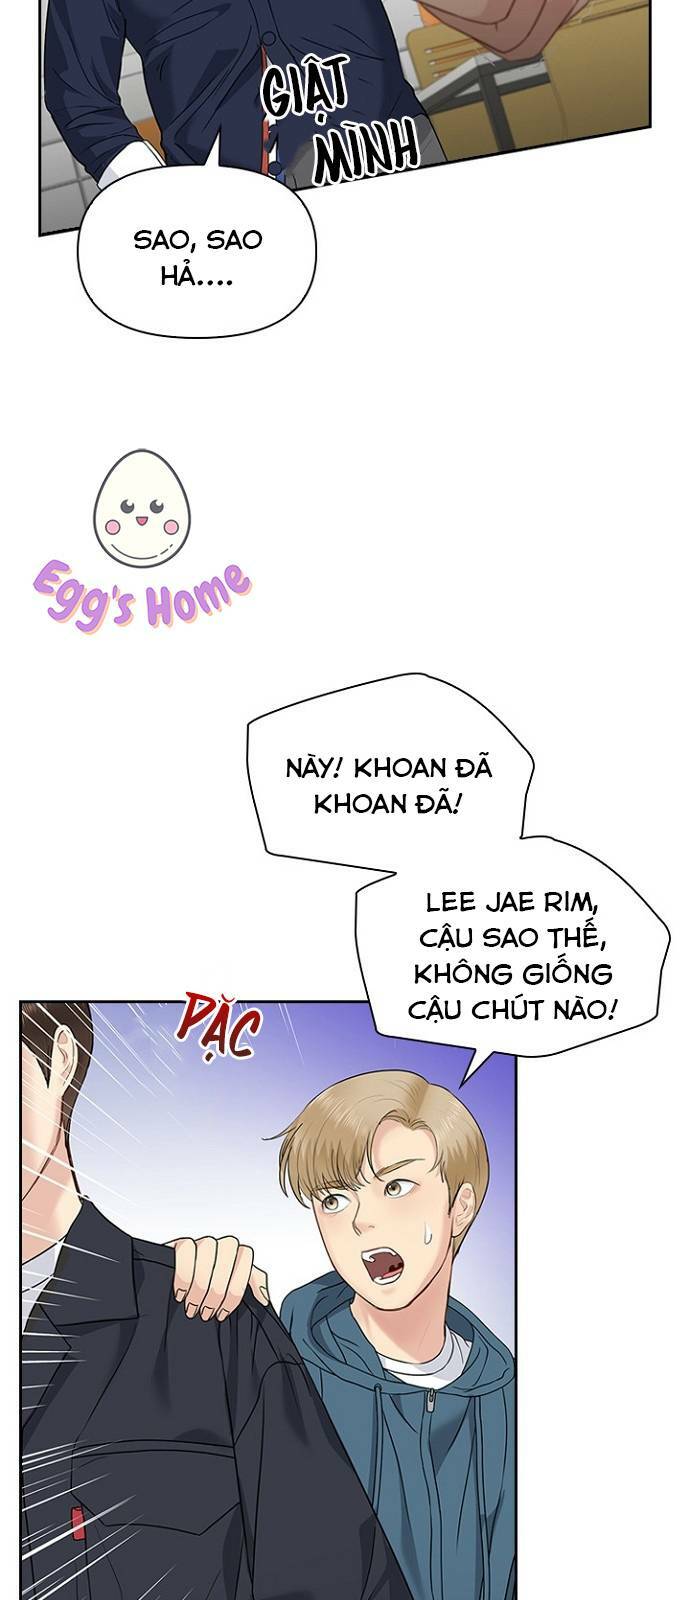 GIẬT
MÌNH
SAO, SAO
HẢ....
Egg's Home
NÀY! KHOAN ĐÃ
KHOAN ĐÃ!
LEE JAE RIM,
CẬU SAO THẾ,
KHÔNG GIỐNG
CẬU CHÚT NÀO!
PẶC